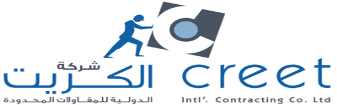 شركة
الكريت creet
الدولية للمقاولات المحدودة Intl'. Contracting Co. Ltd